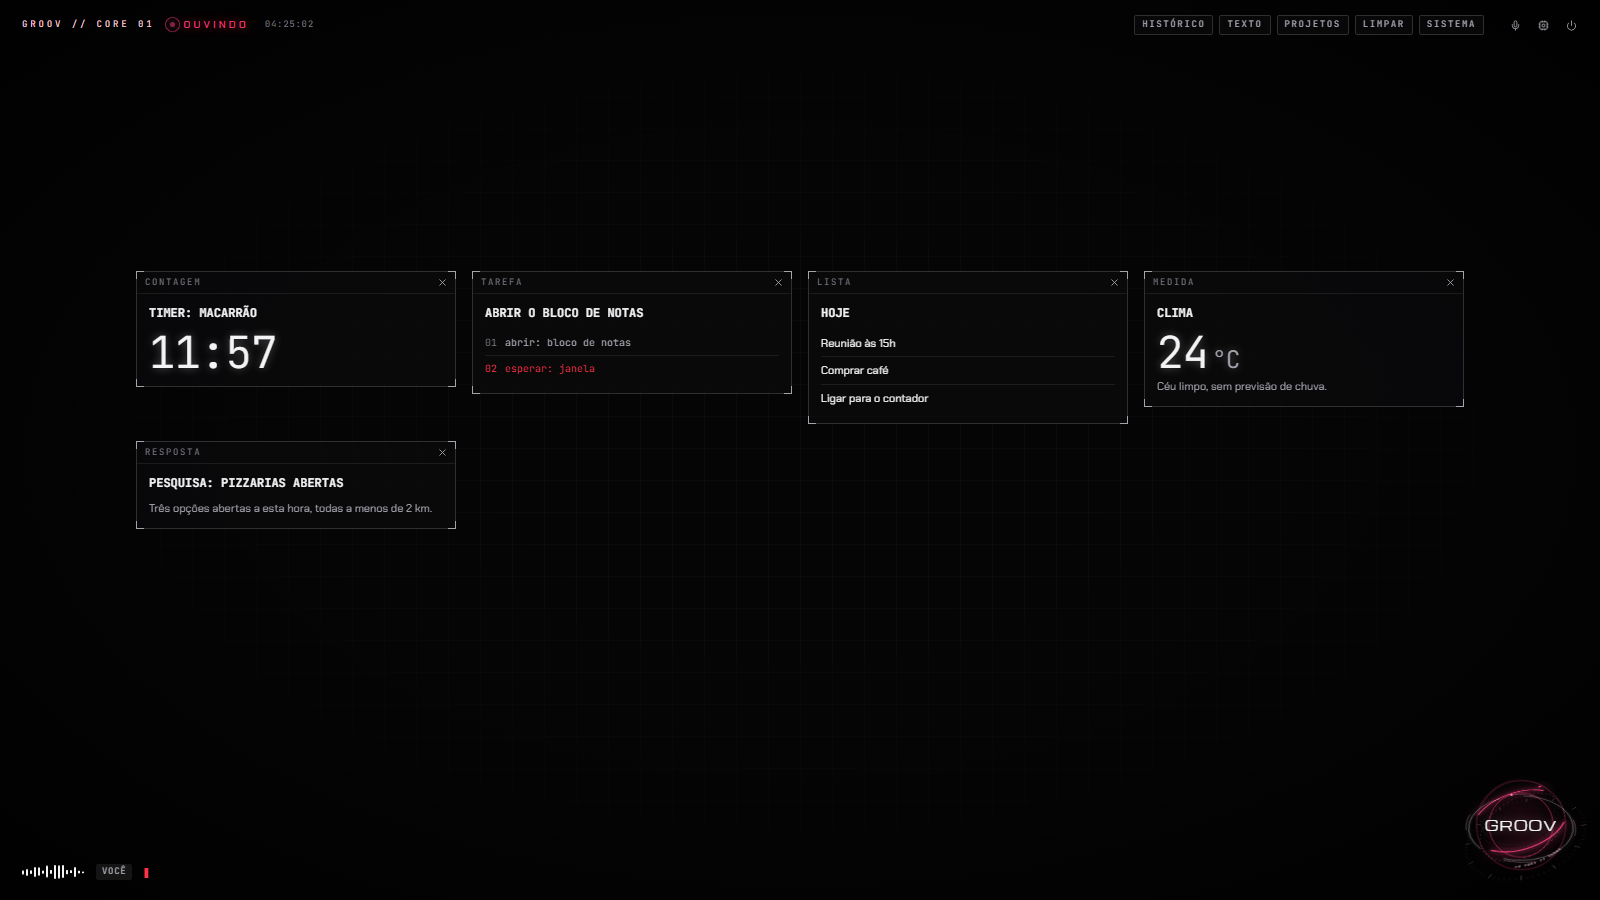 GROOV // CORE 01 OUVINDO 04:25:02
HISTÓRICO TEXTO PROJETOS LIMPAR SISTEMA
CONTAGEM
TIMER: MACARRÃO
11:57
TAREFA
ABRIR O BLOCO DE NOTAS
01 abrir: bloco de notas
02 esperar: janela
LISTA
HOJE
Reunião às 15h
Comprar café
Ligar para o contador
MEDIDA
CLIMA
24 °C
Céu limpo, sem previsão de chuva.
RESPOSTA
PESQUISA: PIZZARIAS ABERTAS
Três opções abertas a esta hora, todas a menos de 2 km.
GROOV
VOCÊ